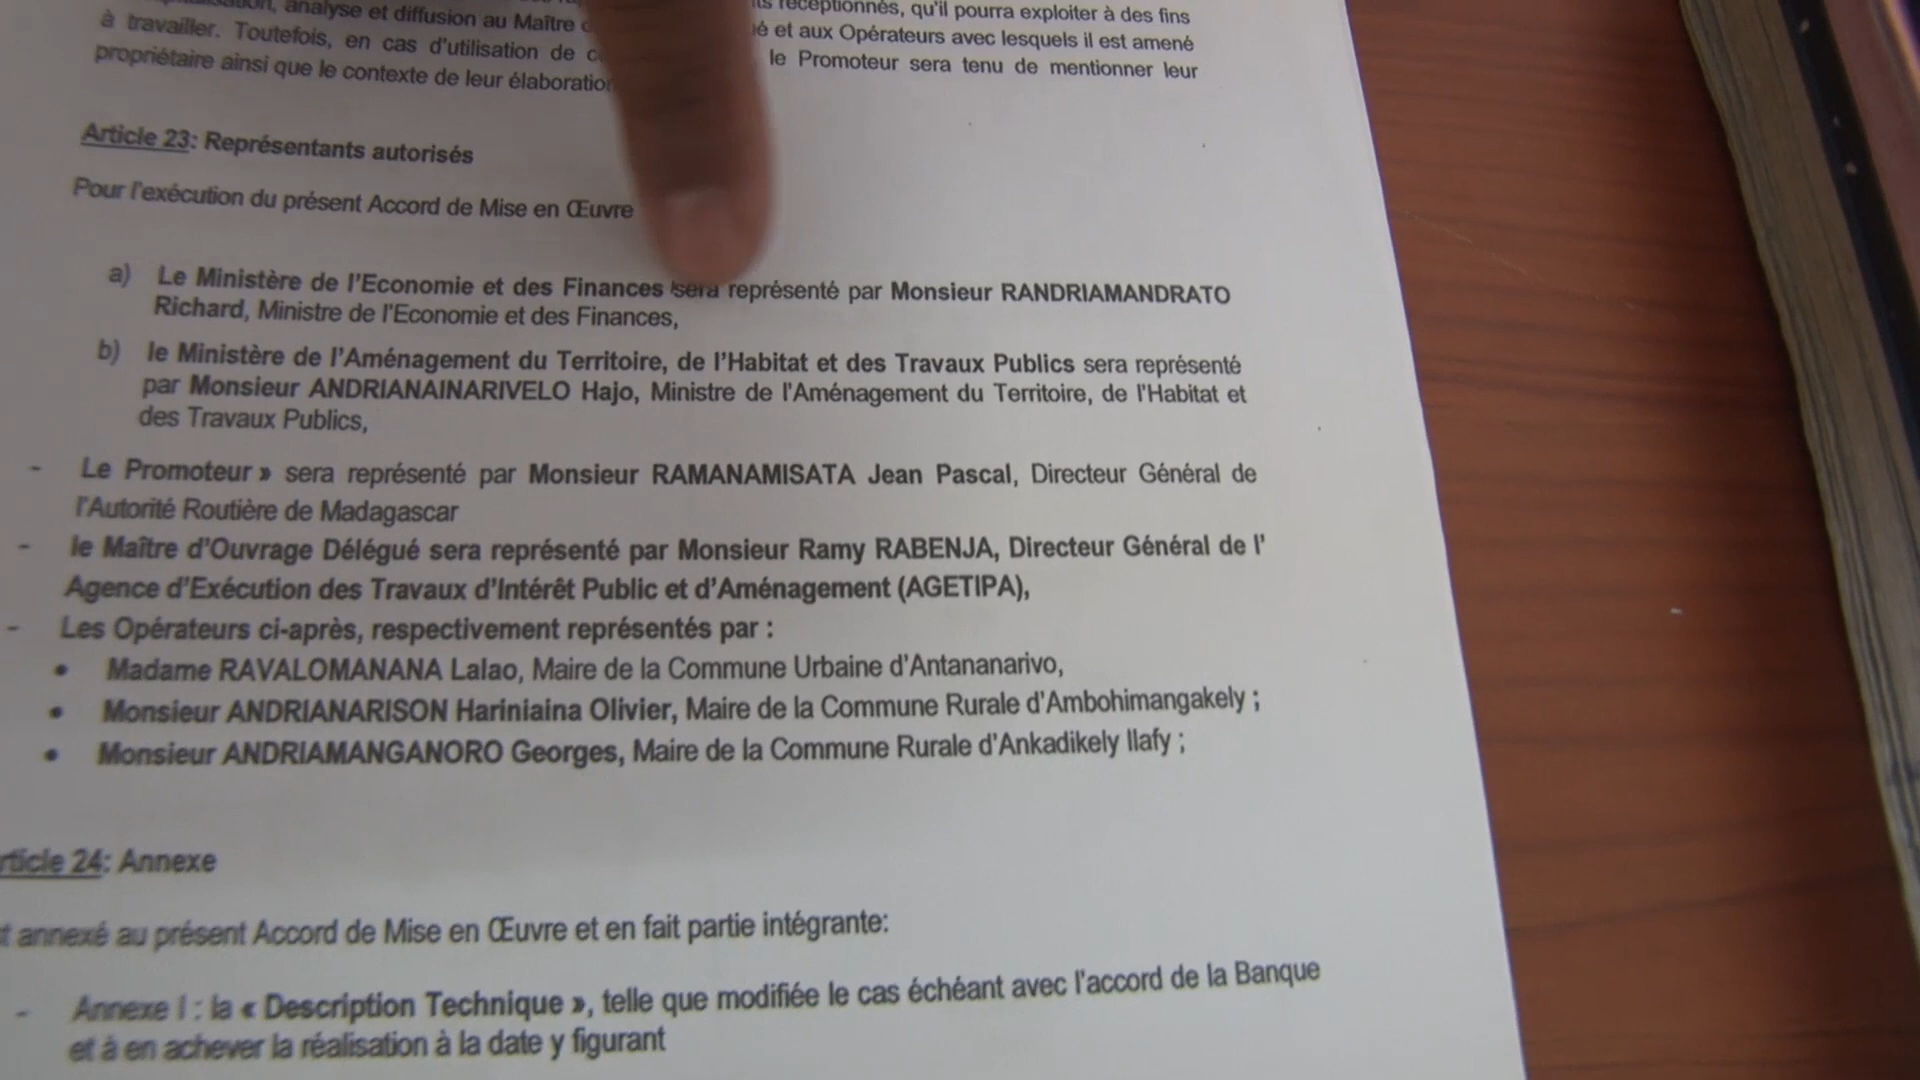 analyse et diffusion au Maître réceptionnés, qu'il pourra exploiter à des fins
à travailler. Toutefois, en cas d'utilisation de et aux Opérateurs avec lesquels il est amené
propriétaire ainsi que le contexte de leur le Promoteur sera tenu de mentionner leur
Article 23: Représentants autorisés
Pour l'exécution du présent Accord de Mise en Œuvre
a) Le Ministère de l'Economie et des Finances sera représenté par Monsieur RANDRIAMANDRATO
Richard, Ministre de l'Economie et des Finances,
b) le Ministère de l'Aménagement du Territoire, de l'Habitat et des Travaux Publics sera représenté
par Monsieur ANDRIANAINARIVELO Hajo, Ministre de l'Aménagement du Territoire, de l'Habitat et
des Travaux Publics,
- Le Promoteur » sera représenté par Monsieur RAMANAMISATA Jean Pascal, Directeur Général de
l'Autorité Routière de Madagascar
- le Maître d'Ouvrage Délégué sera représenté par Monsieur Ramy RABENJA, Directeur Général de l'
Agence d'Exécution des Travaux d'Intérêt Public et d'Aménagement (AGETIPA),
- Les Opérateurs ci-après, respectivement représentés par :
• Madame RAVALOMANANA Lalao, Maire de la Commune Urbaine d'Antananarivo,
• Monsieur ANDRIANARISON Hariniaina Olivier, Maire de la Commune Rurale d'Ambohimangakely ;
• Monsieur ANDRIAMANGANORO Georges, Maire de la Commune Rurale d'Ankadikely Ilafy ;
rticle 24: Annexe
t annexé au présent Accord de Mise en Œuvre et en fait partie intégrante:
- Annexe I : la « Description Technique », telle que modifiée le cas échéant avec l'accord de la Banque
et à en achever la réalisation à la date y figurant